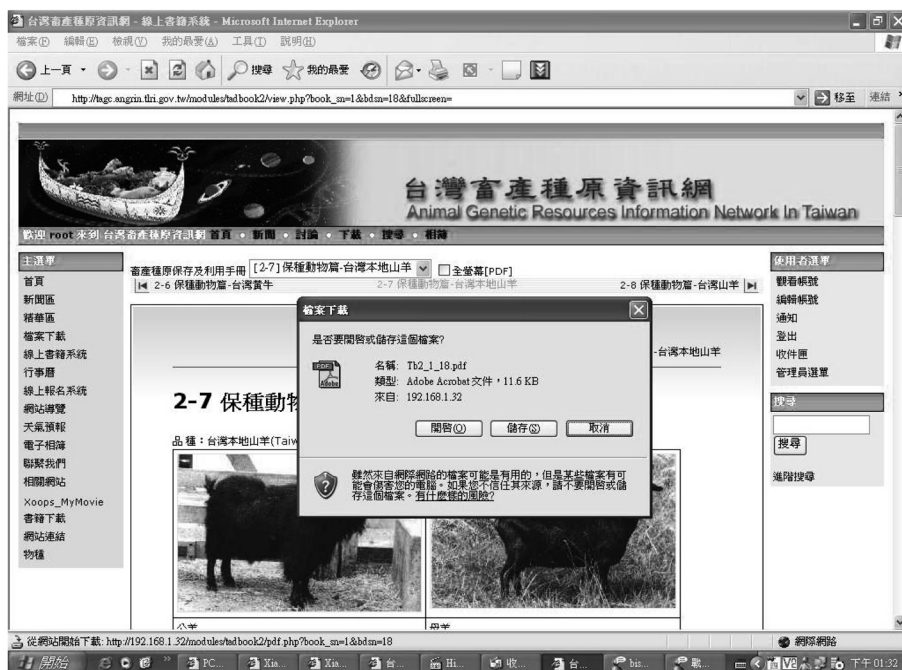 台灣畜產種原資訊網 - 線上書籍系統 - Microsoft Internet Explorer
檔案(F) 編輯(E) 檢視(V) 我的最愛(A) 工具(T) 說明(H)
上一頁 搜尋 我的最愛
網址(D) http://tagc.angrin.tlri.gov.tw/modules/tadbook2/view.php?book_sn=1&bdsn=18&fullscreen= 移至 連結
台灣畜產種原資訊網
Animal Genetic Resources Information Network In Taiwan
歡迎 root 來到 台灣畜產種原資訊網 首頁 • 新聞 • 討論 • 下載 • 搜尋 • 相簿
主選單
首頁
新聞區
精華區
檔案下載
線上書籍系統
行事曆
線上報名系統
網站導覽
天氣預報
電子相簿
聯繫我們
相關網站
Xoops_MyMovie
書籍下載
網站連結
物種
畜產種原保存及利用手冊 [2-7] 保種動物篇-台灣本地山羊 全螢幕[PDF]
2-6 保種動物篇-台灣黃牛 2-7 保種動物篇-台灣本地山羊 2-8 保種動物篇-台灣山羊
-台灣本地山羊
2-7 保種動物
品種：台灣本地山羊(Taiw
公羊 母羊
檔案下載
是否要開啟或儲存這個檔案?
名稱: Tb2_1_18.pdf
類型: Adobe Acrobat 文件，11.6 KB
來自: 192.168.1.32
開啟(O) 儲存(S) 取消
雖然來自網際網路的檔案可能是有用的，但是某些檔案有可
能會傷害您的電腦。如果您不信任其來源，請不要開啟或儲
存這個檔案。有什麼樣的風險?
使用者選單
觀看帳號
編輯帳號
通知
登出
收件匣
管理員選單
搜尋
搜尋
進階搜尋
從網站開始下載: http://192.168.1.32/modules/tadbook2/pdf.php?book_sn=1&bdsn=18 網際網路
開始 PC... Xia... Xia... 台... Hi... 收... 台... bis... 下午 01:32